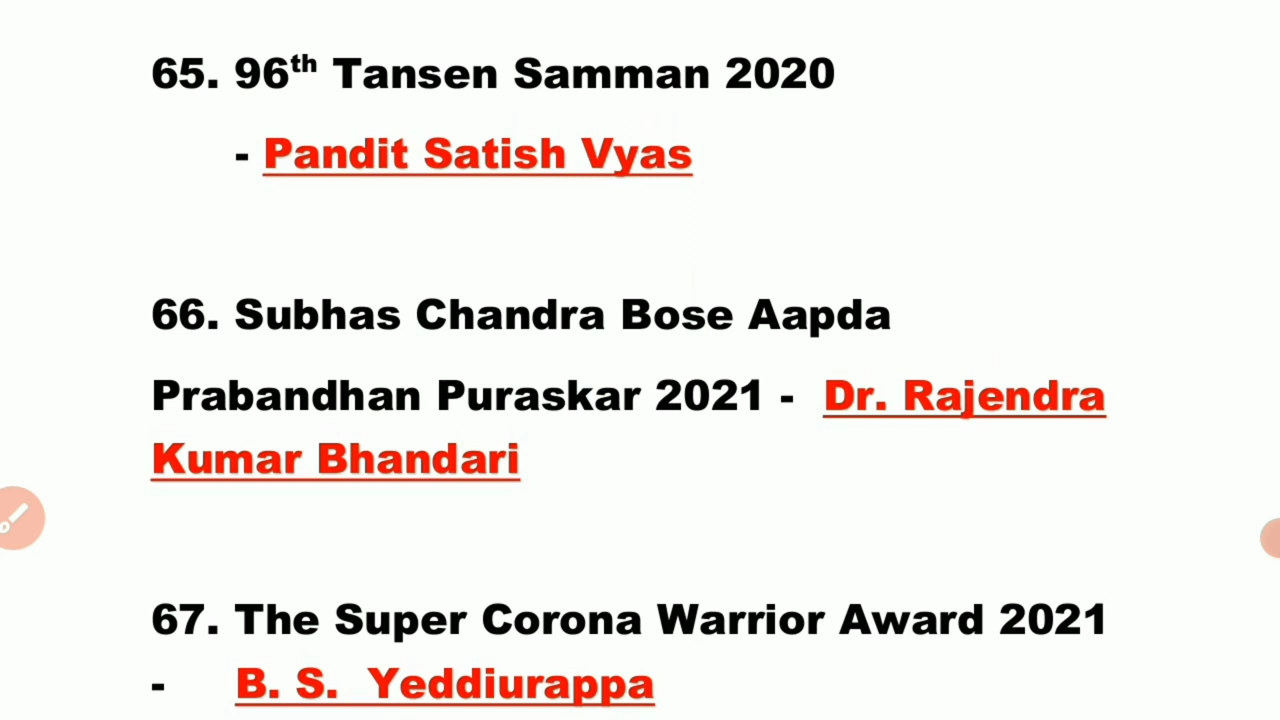 65. 96th Tansen Samman 2020
- Pandit Satish Vyas
66. Subhas Chandra Bose Aapda
Prabandhan Puraskar 2021 - Dr. Rajendra
Kumar Bhandari
67. The Super Corona Warrior Award 2021
- B. S. Yeddiurappa